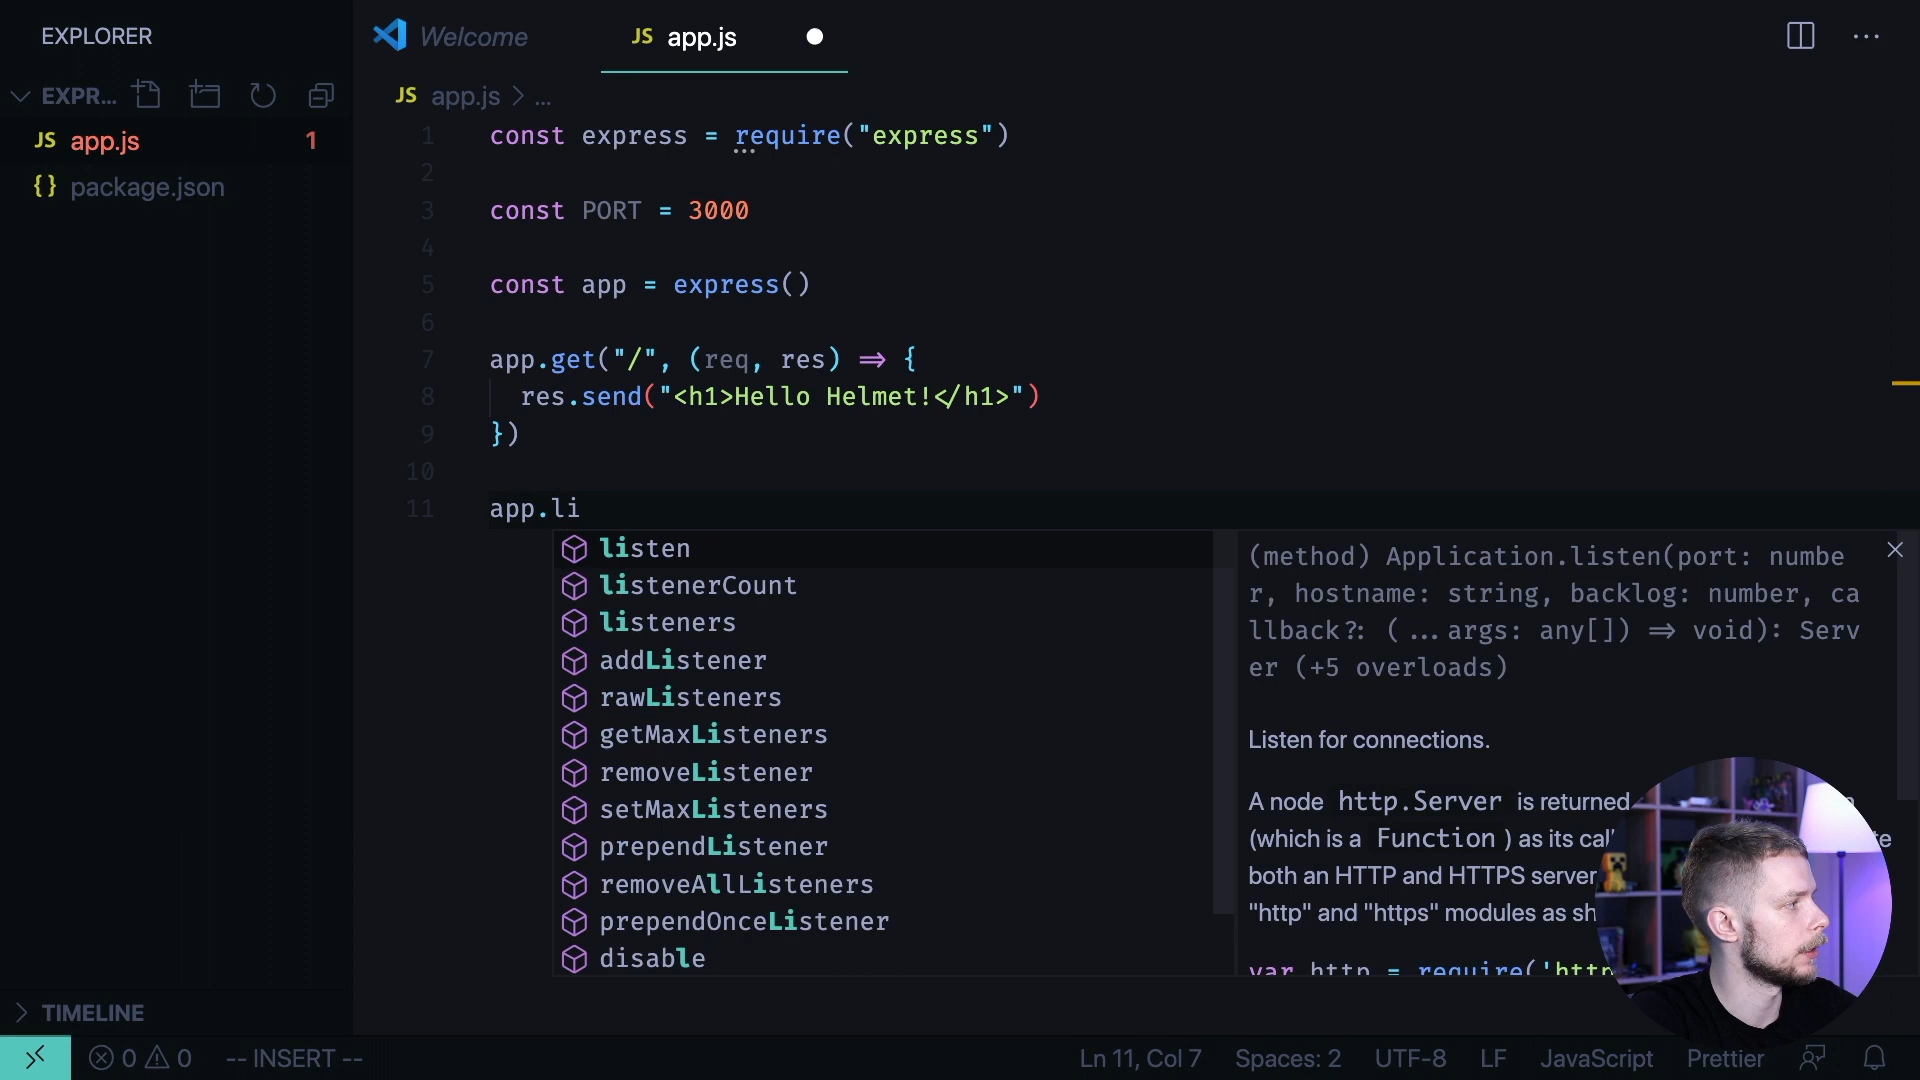 EXPLORER
EXPR...
JS app.js 1
{} package.json
TIMELINE
Welcome
JS app.js
JS app.js > ...
1 const express = require("express")
2
3 const PORT = 3000
4
5 const app = express()
6
7 app.get("/", (req, res) => {
8 res.send("<h1>Hello Helmet!</h1>")
9 })
10
11 app.li
listen
listenerCount
listeners
addListener
rawListeners
getMaxListeners
removeListener
setMaxListeners
prependListener
removeAllListeners
prependOnceListener
disable
(method) Application.listen(port: numbe
r, hostname: string, backlog: number, ca
llback?: (...args: any[]) => void): Serv
er (+5 overloads)
Listen for connections.
A node http.Server is returned
(which is a Function ) as its
both an HTTP and HTTPS server
"http" and "https" modules as
var http = require('http
0 0 -- INSERT --
Ln 11, Col 7 Spaces: 2 UTF-8 LF JavaScript Prettier